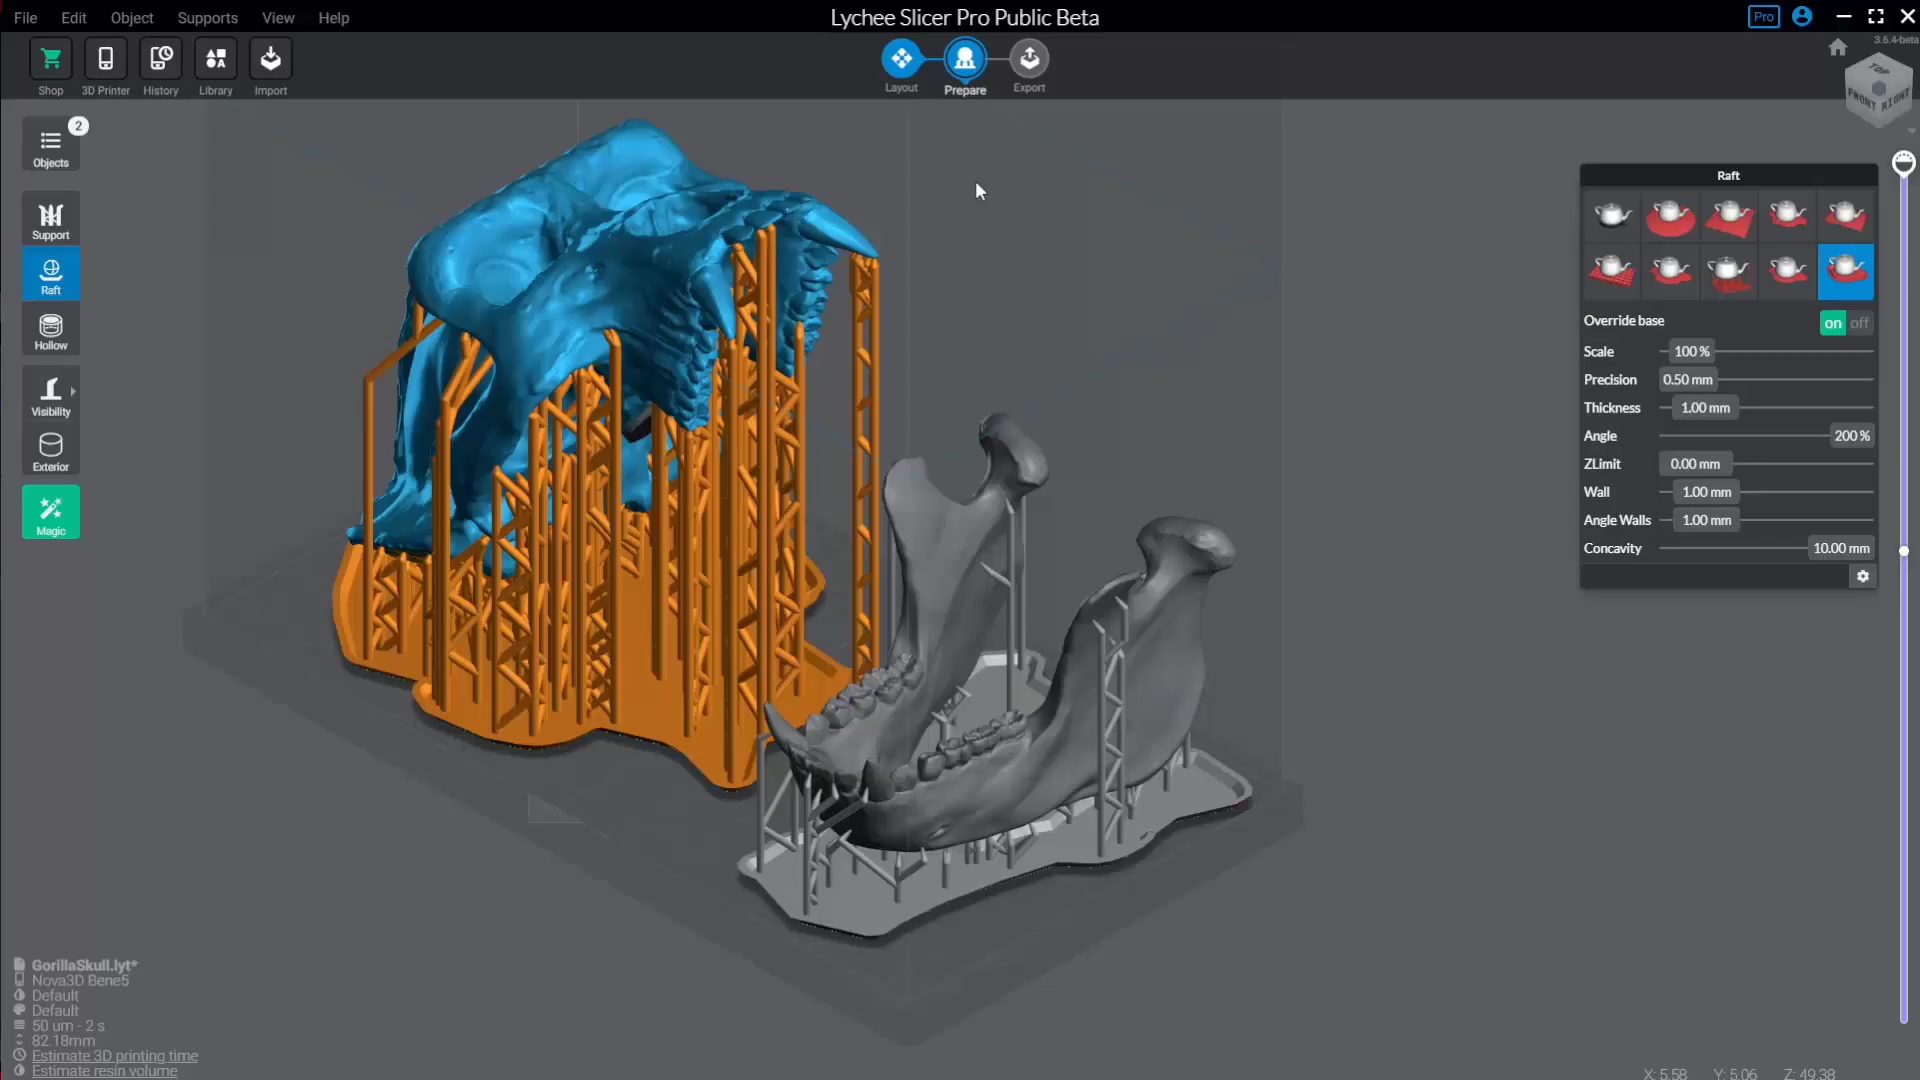 File Edit Object Supports View Help
Lychee Slicer Pro Public Beta
Pro
3.6.4-beta
Shop 3D Printer History Library Import
Layout Prepare Export
TOP
FRONT RIGHT
2
Objects
Support
Raft
Hollow
Visibility
Exterior
Magic
Raft
Override base on off
Scale 100 %
Precision 0.50 mm
Thickness 1.00 mm
Angle 200 %
ZLimit 0.00 mm
Wall 1.00 mm
Angle Walls 1.00 mm
Concavity 10.00 mm
GorillaSkull.lyt*
Nova3D Bene5
Default
Default
50 um - 2 s
82.18mm
Estimate 3D printing time
Estimate resin volume
X: 5.58 Y: 5.06 Z: 49.38